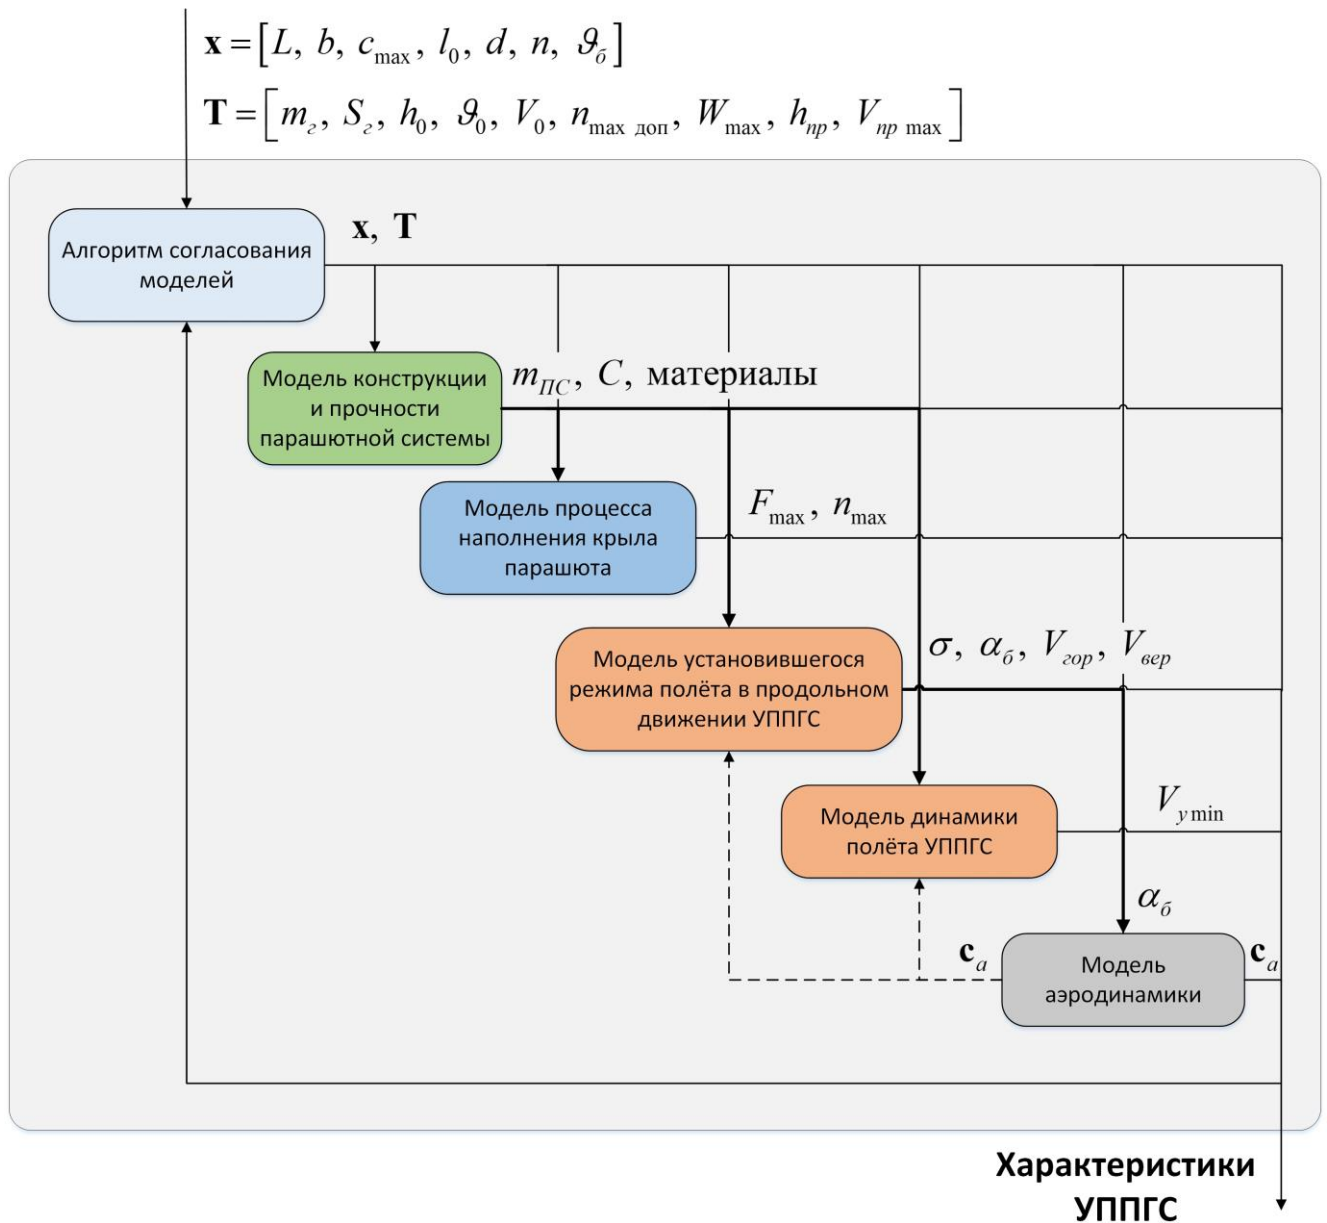 x = [L, b, c_max, l_0, d, n, ϑ_б]
T = [m_г, S_г, h_0, ϑ_0, V_0, n_max доп, W_max, h_пр, V_пр max]
Алгоритм согласования
моделей
x, T
Модель конструкции
и прочности
парашютной системы
m_ПС, C, материалы
Модель процесса
наполнения крыла
парашюта
F_max, n_max
Модель установившегося
режима полёта в продольном
движении УППГС
σ, α_б, V_гор, V_вер
Модель динамики
полёта УППГС
V_y min
α_б
c_a
Модель
аэродинамики
c_a
Характеристики
УППГС